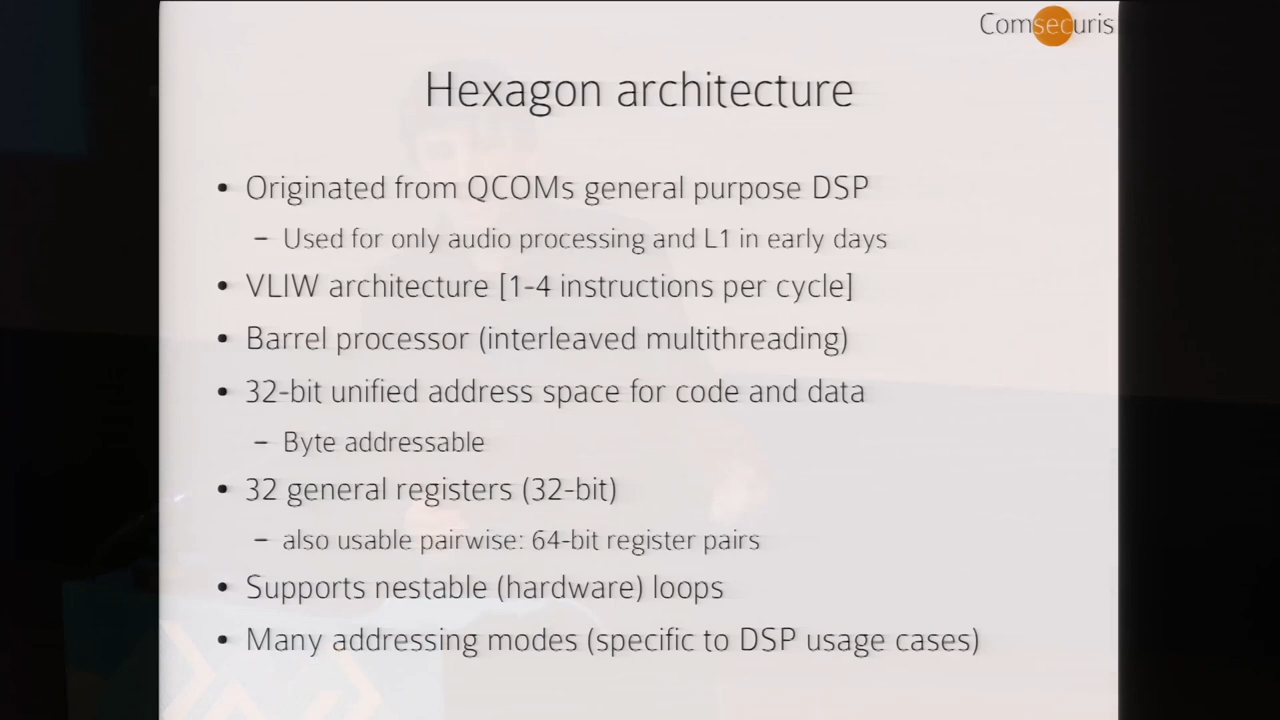 Comsecuris
Hexagon architecture
• Originated from QCOMs general purpose DSP
– Used for only audio processing and L1 in early days
• VLIW architecture [1-4 instructions per cycle]
• Barrel processor (interleaved multithreading)
• 32-bit unified address space for code and data
– Byte addressable
• 32 general registers (32-bit)
– also usable pairwise: 64-bit register pairs
• Supports nestable (hardware) loops
• Many addressing modes (specific to DSP usage cases)